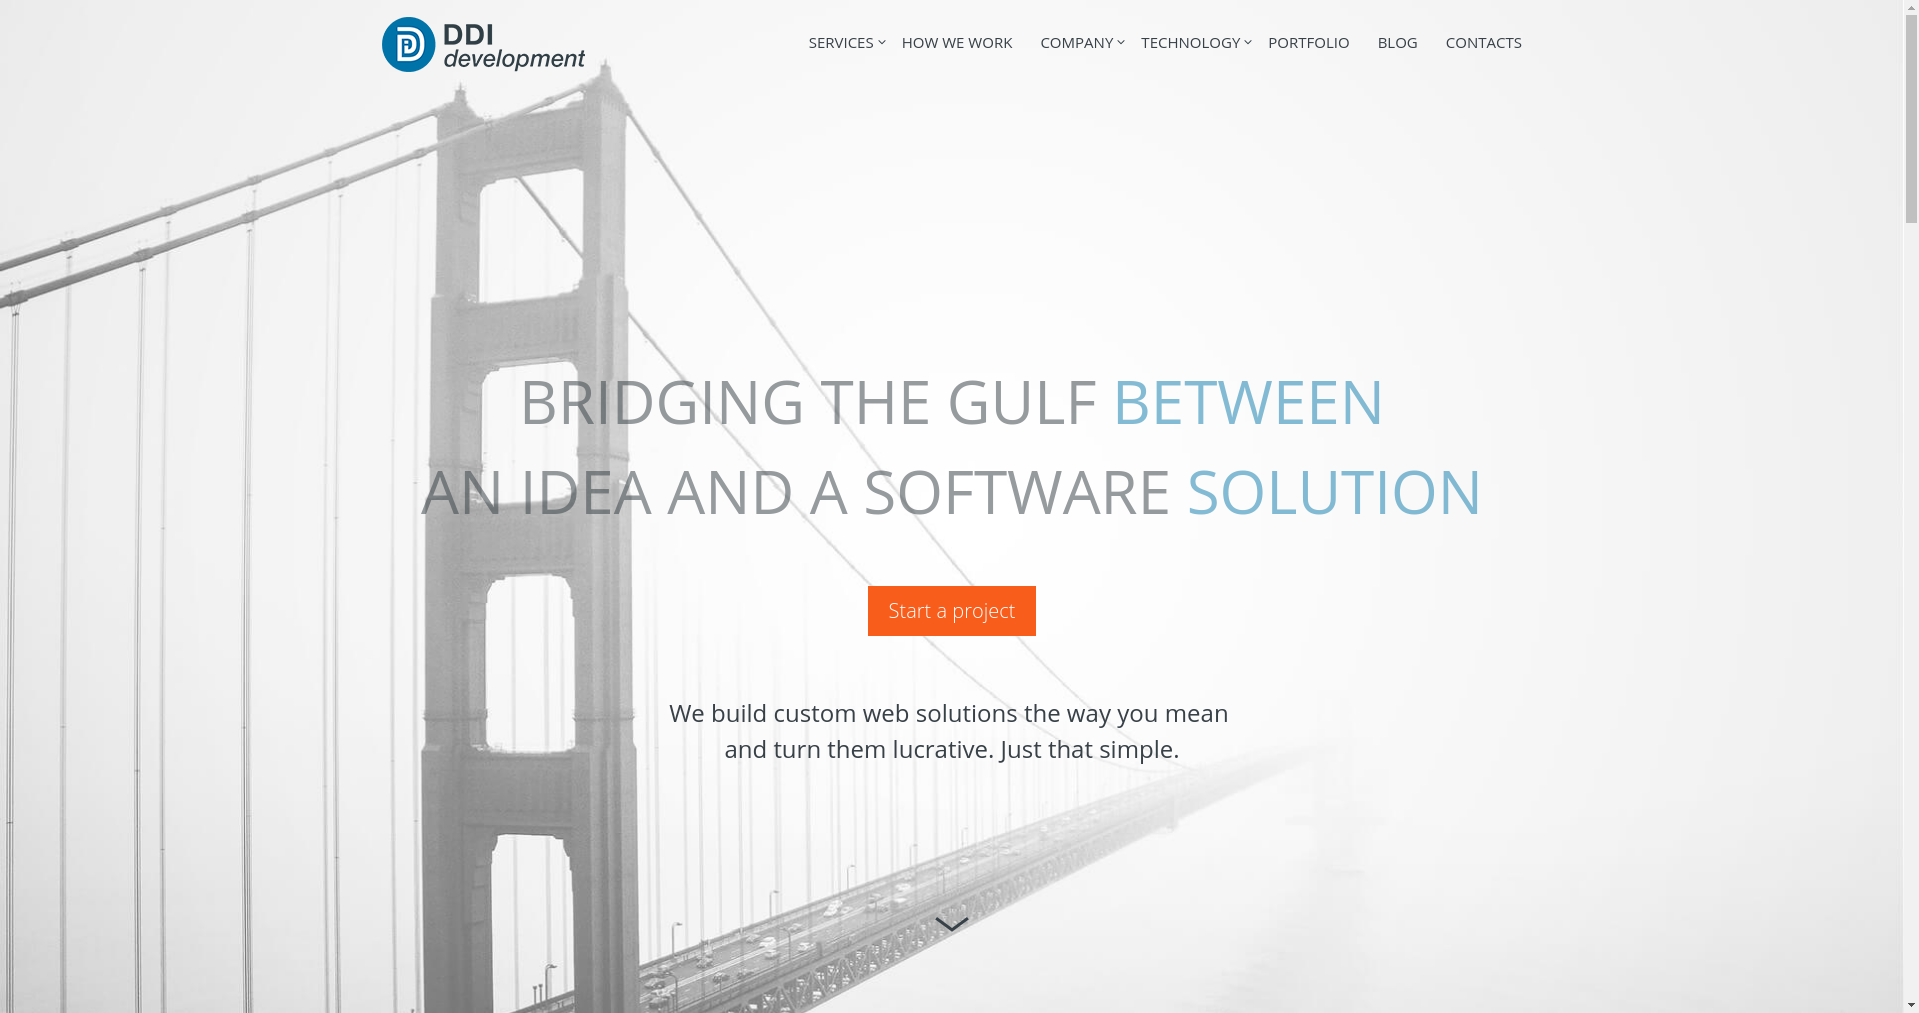 DDI
development
SERVICES
HOW WE WORK
COMPANY
TECHNOLOGY
PORTFOLIO
BLOG
CONTACTS
BRIDGING THE GULF BETWEEN
AN IDEA AND A SOFTWARE SOLUTION
Start a project
We build custom web solutions the way you mean
and turn them lucrative. Just that simple.